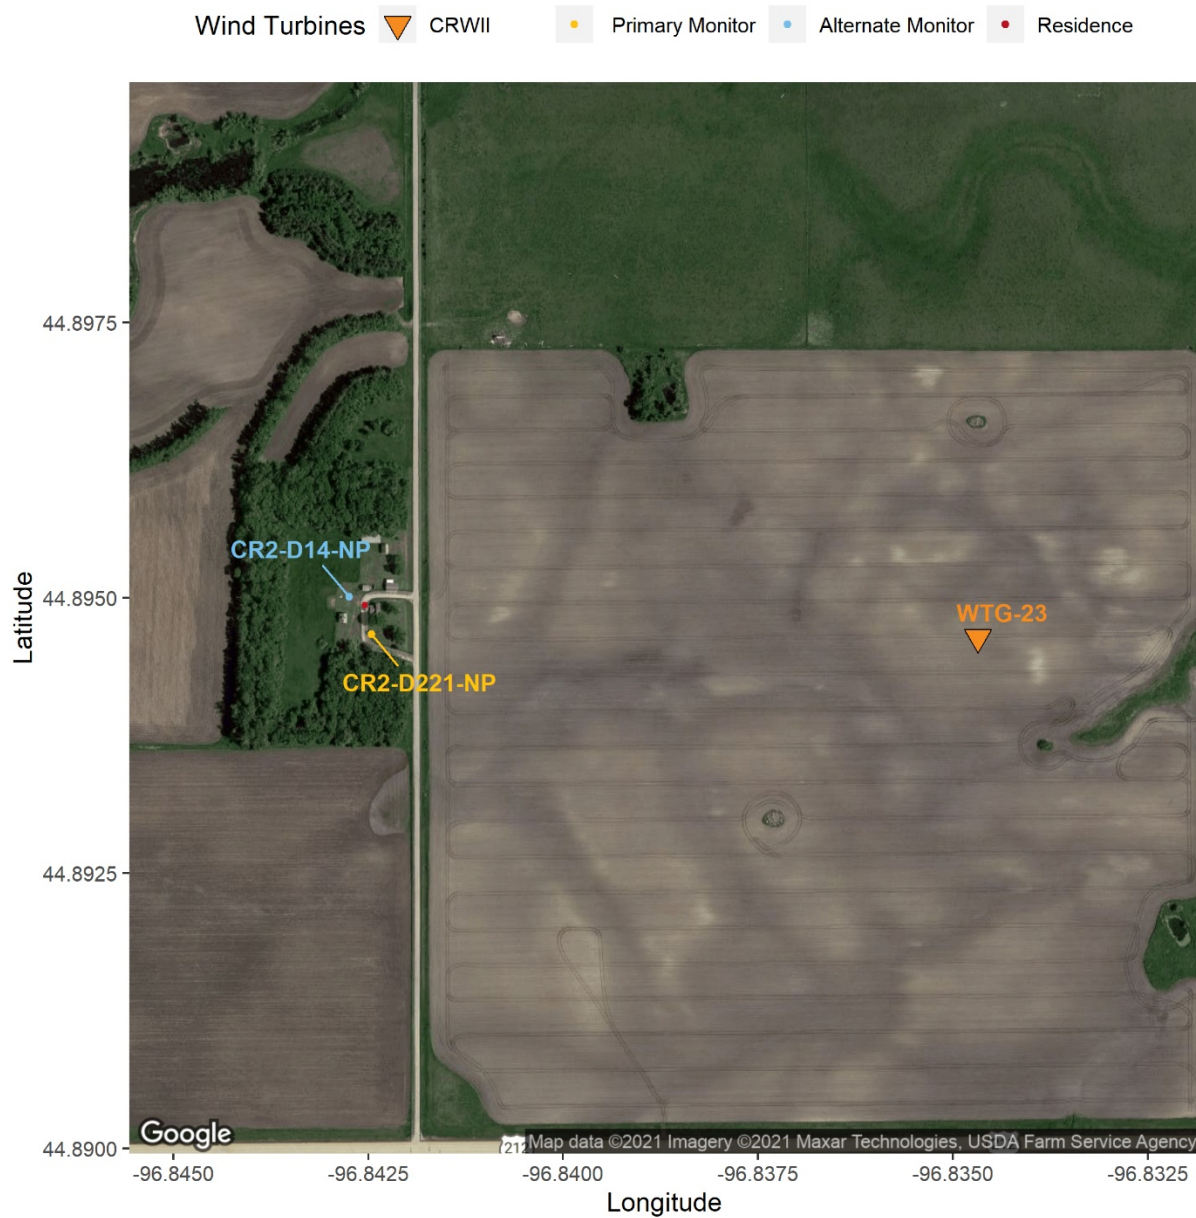 Wind Turbines CRWII Primary Monitor Alternate Monitor Residence
Latitude
44.8975
44.8950
44.8925
44.8900
CR2-D14-NP
WTG-23
CR2-D221-NP
Google
212
Map data ©2021 Imagery ©2021 Maxar Technologies, USDA Farm Service Agency
-96.8450 -96.8425 -96.8400 -96.8375 -96.8350 -96.8325
Longitude